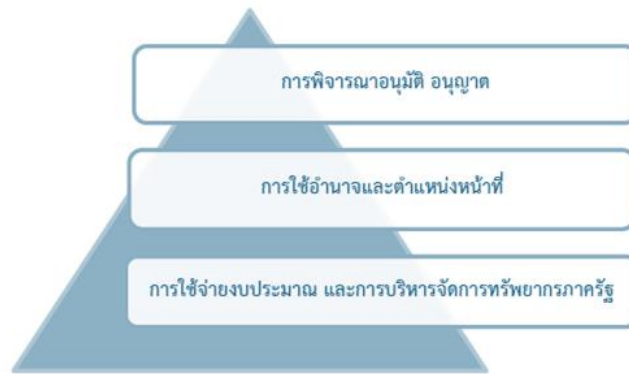 การพิจารณาอนุมัติ อนุญาต
การใช้อำนาจและตำแหน่งหน้าที่
การใช้จ่ายงบประมาณ และการบริหารจัดการทรัพยากรภาครัฐ